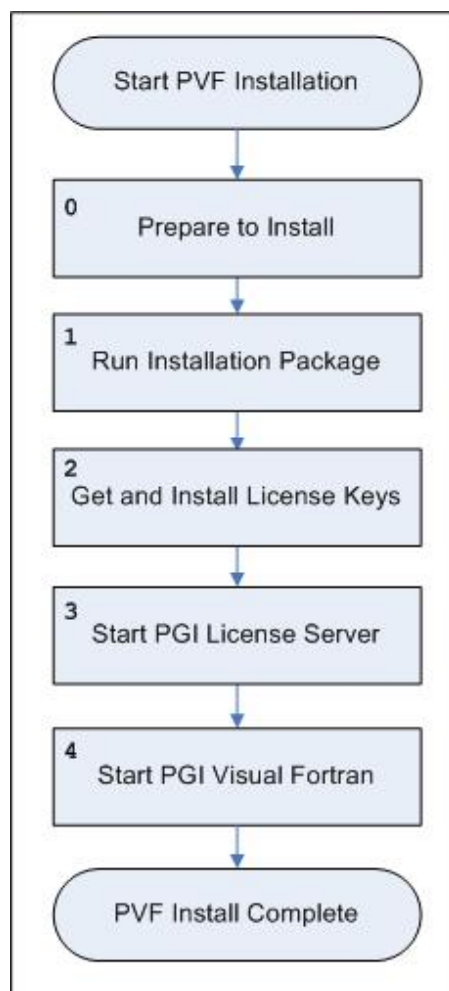 Start PVF Installation
0
Prepare to Install
1
Run Installation Package
2
Get and Install License Keys
3
Start PGI License Server
4
Start PGI Visual Fortran
PVF Install Complete